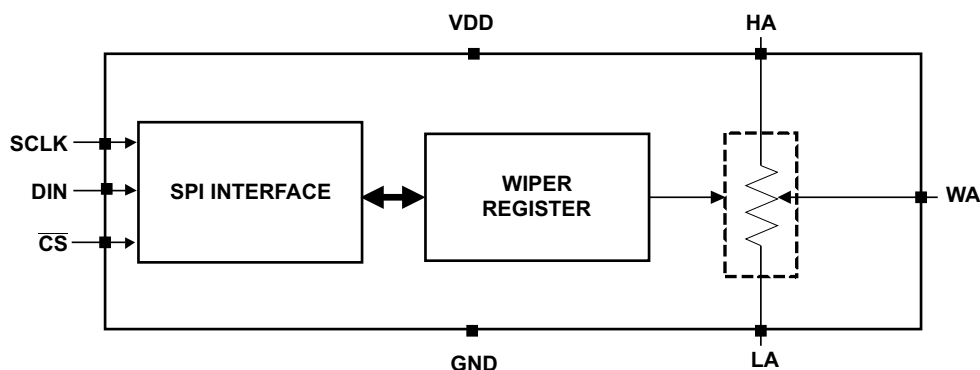 VDD
HA
SCLK
DIN
CS
SPI INTERFACE
WIPER
REGISTER
WA
GND
LA